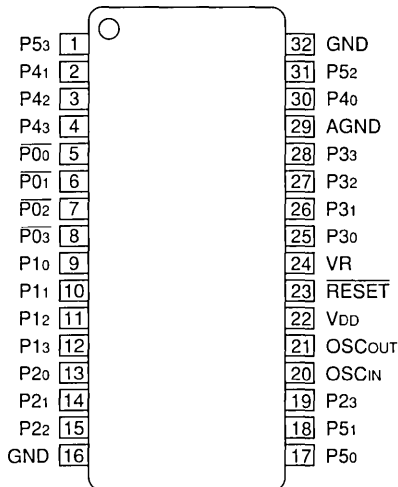 P53 1 32 GND
P41 2 31 P52
P42 3 30 P40
P43 4 29 AGND
P00 5 28 P33
P01 6 27 P32
P02 7 26 P31
P03 8 25 P30
P10 9 24 VR
P11 10 23 RESET
P12 11 22 VDD
P13 12 21 OSCOUT
P20 13 20 OSCIN
P21 14 19 P23
P22 15 18 P51
GND 16 17 P50